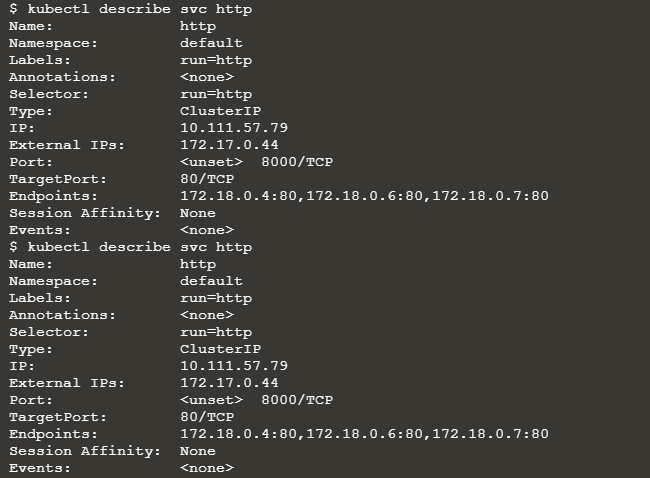 $ kubectl describe svc http
Name:              http
Namespace:         default
Labels:            run=http
Annotations:       <none>
Selector:          run=http
Type:              ClusterIP
IP:                10.111.57.79
External IPs:      172.17.0.44
Port:              <unset>  8000/TCP
TargetPort:        80/TCP
Endpoints:         172.18.0.4:80,172.18.0.6:80,172.18.0.7:80
Session Affinity:  None
Events:            <none>
$ kubectl describe svc http
Name:              http
Namespace:         default
Labels:            run=http
Annotations:       <none>
Selector:          run=http
Type:              ClusterIP
IP:                10.111.57.79
External IPs:      172.17.0.44
Port:              <unset>  8000/TCP
TargetPort:        80/TCP
Endpoints:         172.18.0.4:80,172.18.0.6:80,172.18.0.7:80
Session Affinity:  None
Events:            <none>